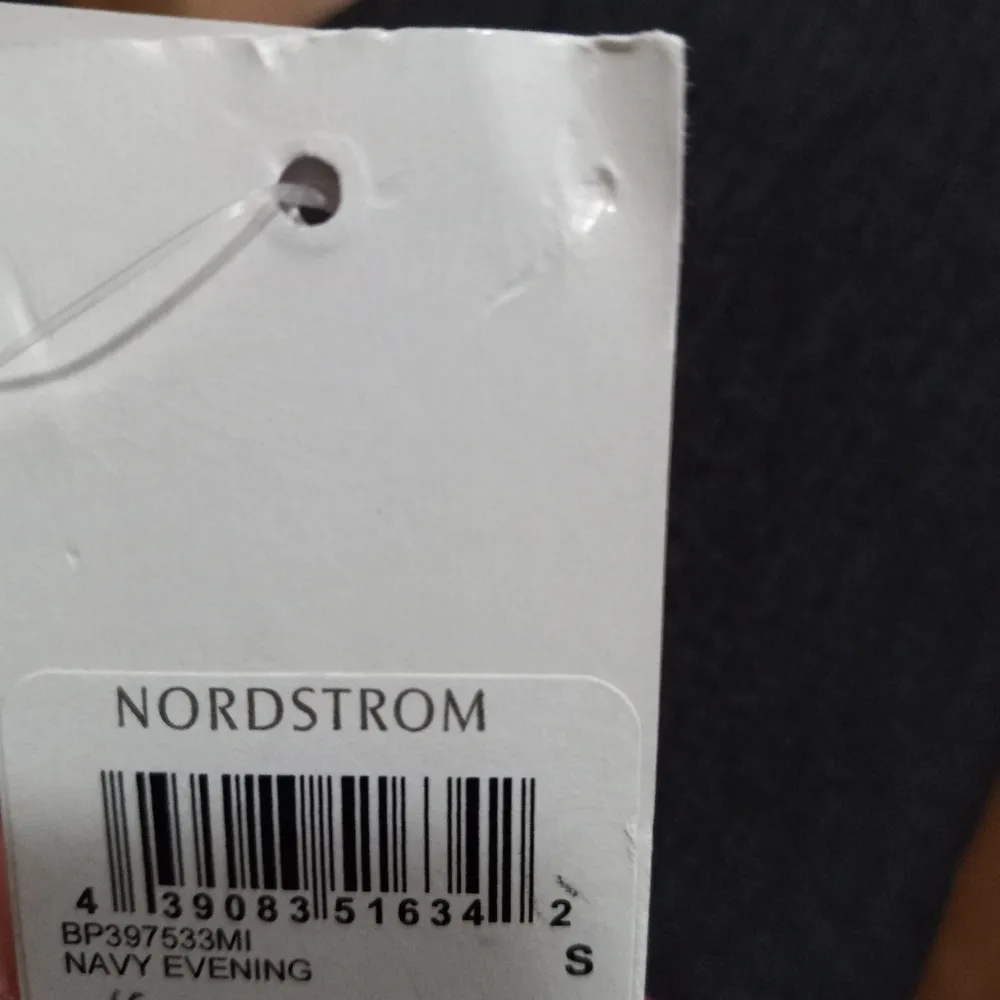 NORDSTROM
4 39083 51634 2
BP397533MI
NAVY EVENING S